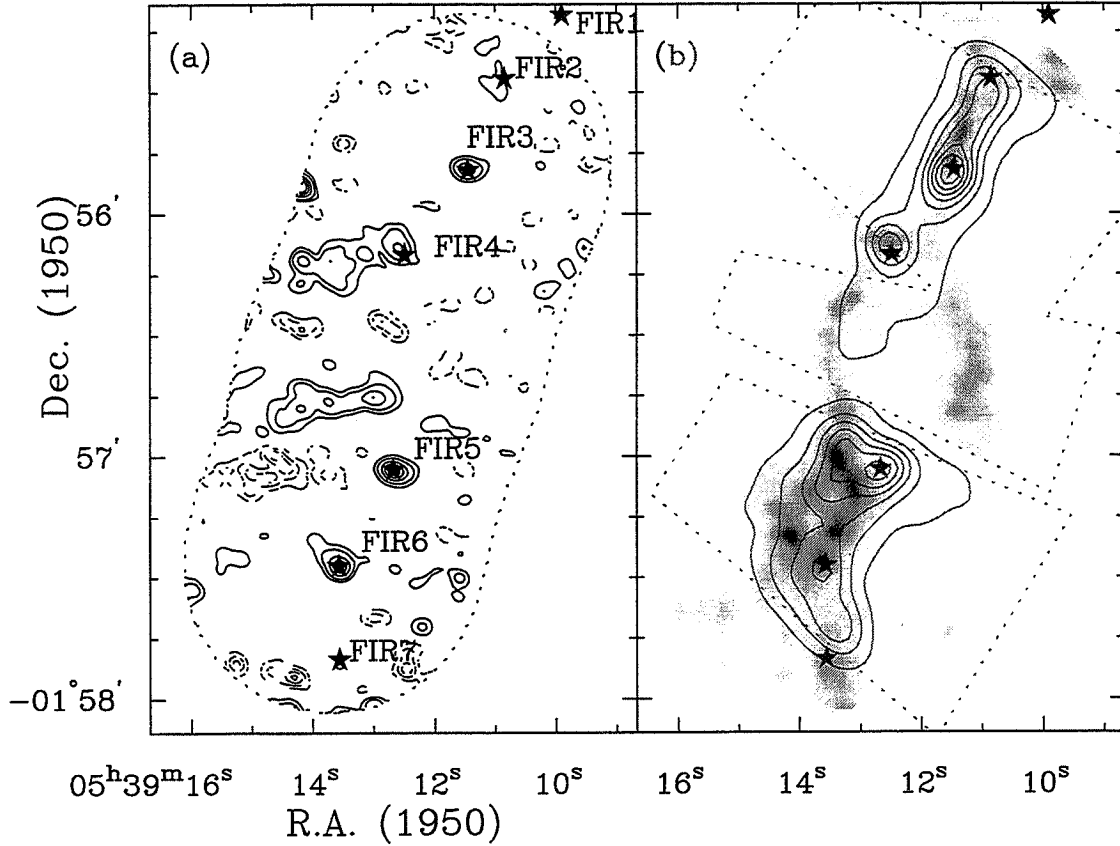 (a)
FIR1
(b)
FIR2
FIR3
56'
FIR4
Dec. (1950)
57'
FIR5
FIR6
FIR7
−01° 58'
05ʰ39ᵐ16ˢ 14ˢ 12ˢ 10ˢ 16ˢ 14ˢ 12ˢ 10ˢ
R.A. (1950)